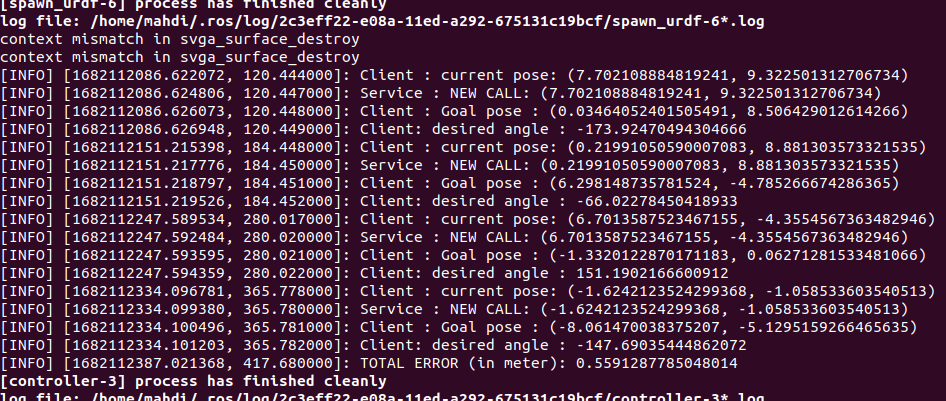 [spawn_urdf-6] process has finished cleanly
log file: /home/mahdi/.ros/log/2c3eff22-e08a-11ed-a292-675131c19bcf/spawn_urdf-6*.log
context mismatch in svga_surface_destroy
context mismatch in svga_surface_destroy
[INFO] [1682112086.622072, 120.444000]: Client : current pose: (7.702108884819241, 9.322501312706734)
[INFO] [1682112086.624806, 120.447000]: Service : NEW CALL: (7.702108884819241, 9.322501312706734)
[INFO] [1682112086.626073, 120.448000]: Client : Goal pose : (0.03464052401505491, 8.506429012614266)
[INFO] [1682112086.626948, 120.449000]: Client: desired angle : -173.92470494304666
[INFO] [1682112151.215398, 184.448000]: Client : current pose: (0.21991050590007083, 8.881303573321535)
[INFO] [1682112151.217776, 184.450000]: Service : NEW CALL: (0.21991050590007083, 8.881303573321535)
[INFO] [1682112151.218797, 184.451000]: Client : Goal pose : (6.298148735781524, -4.785266674286365)
[INFO] [1682112151.219526, 184.452000]: Client: desired angle : -66.02278450418933
[INFO] [1682112247.589534, 280.017000]: Client : current pose: (6.7013587523467155, -4.3554567363482946)
[INFO] [1682112247.592484, 280.020000]: Service : NEW CALL: (6.7013587523467155, -4.3554567363482946)
[INFO] [1682112247.593595, 280.021000]: Client : Goal pose : (-1.3320122870171183, 0.06271281533481066)
[INFO] [1682112247.594359, 280.022000]: Client: desired angle : 151.1902166600912
[INFO] [1682112334.096781, 365.778000]: Client : current pose: (-1.6242123524299368, -1.058533603540513)
[INFO] [1682112334.099380, 365.780000]: Service : NEW CALL: (-1.6242123524299368, -1.058533603540513)
[INFO] [1682112334.100496, 365.781000]: Client : Goal pose : (-8.061470038375207, -5.1295159266465635)
[INFO] [1682112334.101203, 365.782000]: Client: desired angle : -147.69035444862072
[INFO] [1682112387.021368, 417.680000]: TOTAL ERROR (in meter): 0.5591287785048014
[controller-3] process has finished cleanly
log file: /home/mahdi/.ros/log/2c3eff22-e08a-11ed-a292-675131c19bcf/controller-3*.log